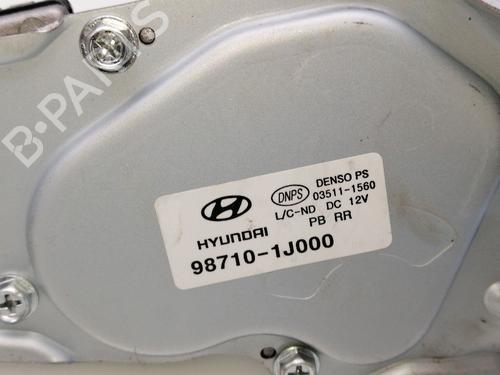 B-PARTS
DNPS DENSO PS
03511-1560
L/C-ND DC 12V
PB RR
HYUNDAI
98710-1J000